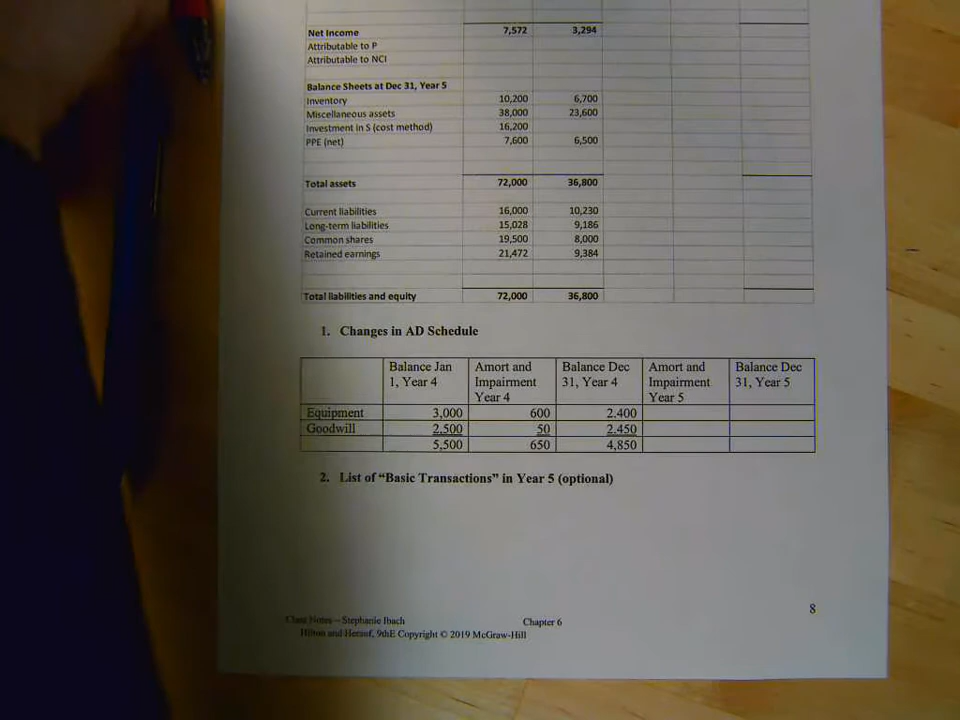 Net Income 7,572 3,294
Attributable to P
Attributable to NCI
Balance Sheets at Dec 31, Year 5
Inventory 10,200 6,700
Miscellaneous assets 38,000 23,600
Investment in S (cost method) 16,200
PPE (net) 7,600 6,500
Total assets 72,000 36,800
Current liabilities 16,000 10,230
Long-term liabilities 15,028 9,186
Common shares 19,500 8,000
Retained earnings 21,472 9,384
Total liabilities and equity 72,000 36,800
1. Changes in AD Schedule
Balance Jan Amort and Balance Dec Amort and Balance Dec
1, Year 4 Impairment 31, Year 4 Impairment 31, Year 5
Year 4 Year 5
Equipment 3,000 600 2,400
Goodwill 2,500 50 2,450
5,500 650 4,850
2. List of “Basic Transactions” in Year 5 (optional)
8
Class Notes – Stephanie Ibach Chapter 6
Hilton and Herauf, 9thE Copyright © 2019 McGraw-Hill